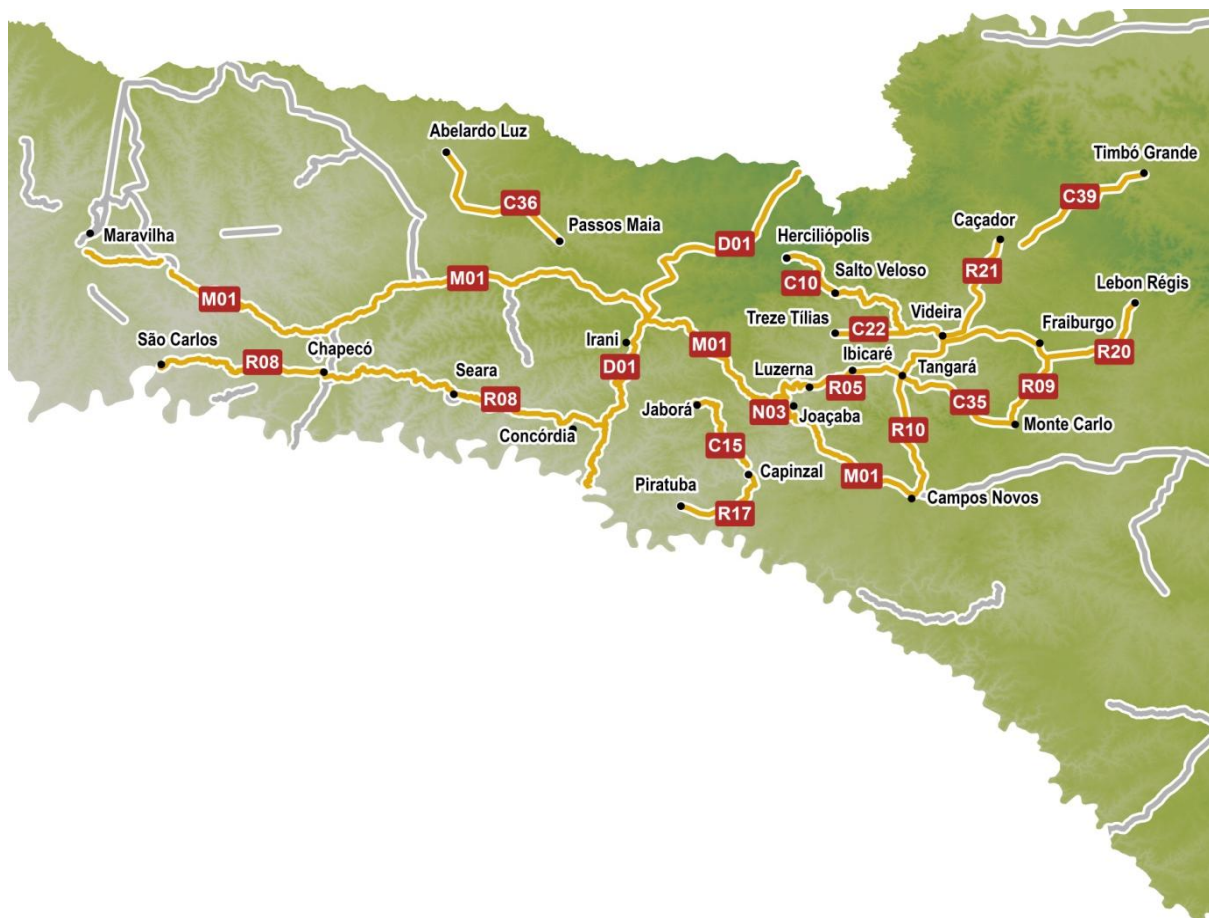 Abelardo Luz
Timbó Grande
C39
C36
Caçador
Maravilha
Passos Maia
D01
Herciliópolis
R21
Salto Veloso
M01
C10
Lebon Régis
M01
Treze Tílias
C22
Videira
Fraiburgo
São Carlos
Irani
M01
Ibicaré
R20
Chapecó
R08
D01
Luzerna
Tangará
R05
R09
Seara
C35
R08
Jaborá
N03
Joaçaba
Monte Carlo
Concórdia
R10
C15
Capinzal
M01
Piratuba
Campos Novos
R17